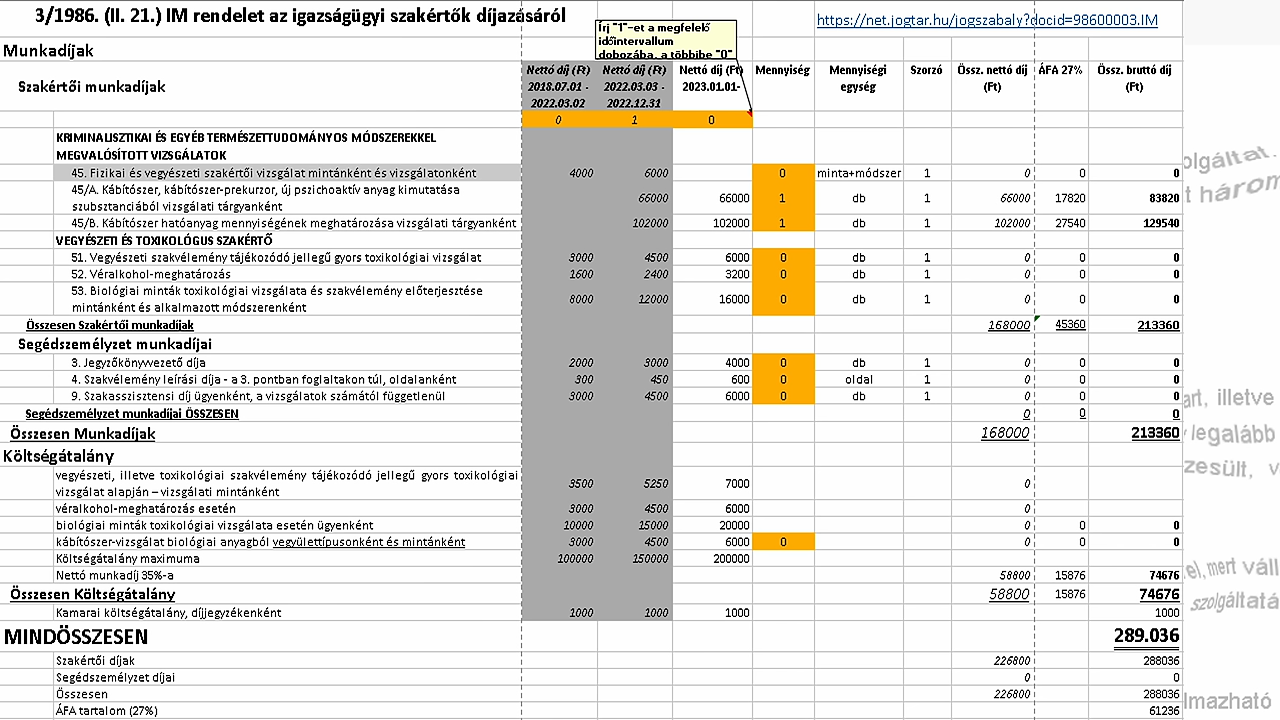 3/1986. (II. 21.) IM rendelet az igazságügyi szakértők díjazásáról
https://net.jogtar.hu/jogszabaly?docid=98600003.IM
Írj "1"-et a megfelelő
időintervallum
dobozába, a többibe "0"
Munkadíjak
Szakértői munkadíjak
Nettó díj (Ft) 2018.07.01 - 2022.03.02
Nettó díj (Ft) 2022.03.03 - 2022.12.31
Nettó díj (Ft) 2023.01.01-
Mennyiség
Mennyiségi egység
Szorzó
Össz. nettó díj (Ft)
ÁFA 27%
Össz. bruttó díj (Ft)
0 1 0
KRIMINALISZTIKAI ÉS EGYÉB TERMÉSZETTUDOMÁNYOS MÓDSZEREKKEL
MEGVALÓSÍTOTT VIZSGÁLATOK
45. Fizikai és vegyészeti szakértői vizsgálat mintánként és vizsgálatonként 4000 6000 0 minta+módszer 1 0 0 0
45/A. Kábítószer, kábítószer-prekurzor, új pszichoaktív anyag kimutatása
szubsztanciából vizsgálati tárgyanként 66000 66000 1 db 1 66000 17820 83820
45/B. Kábítószer hatóanyag mennyiségének meghatározása vizsgálati tárgyanként 102000 102000 1 db 1 102000 27540 129540
VEGYÉSZETI ÉS TOXIKOLÓGUS SZAKÉRTŐ
51. Vegyészeti szakvélemény tájékozódó jellegű gyors toxikológiai vizsgálat 3000 4500 6000 0 db 1 0 0 0
52. Véralkohol-meghatározás 1600 2400 3200 0 db 1 0 0 0
53. Biológiai minták toxikológiai vizsgálata és szakvélemény előterjesztése
mintánként és alkalmazott módszerenként 8000 12000 16000 0 db 1 0 0 0
Összesen Szakértői munkadíjak 168000 45360 213360
Segédszemélyzet munkadíjai
3. Jegyzőkönyvvezető díja 2000 3000 4000 0 db 1 0 0 0
4. Szakvélemény leírási díja - a 3. pontban foglaltakon túl, oldalanként 300 450 600 0 oldal 1 0 0 0
9. Szakasszisztensi díj ügyenként, a vizsgálatok számától függetlenül 3000 4500 6000 0 db 1 0 0 0
Segédszemélyzet munkadíjai ÖSSZESEN 0 0 0
Összesen Munkadíjak 168000 213360
Költségátalány
vegyészeti, illetve toxikológiai szakvélemény tájékozódó jellegű gyors toxikológiai
vizsgálat alapján – vizsgálati mintánként 3500 5250 7000 0
véralkohol-meghatározás esetén 3000 4500 6000 0
biológiai minták toxikológiai vizsgálata esetén ügyenként 10000 15000 20000 0 0 0
kábítószer-vizsgálat biológiai anyagból vegyülettípusonként és mintánként 3000 4500 6000 0 0 0 0
Költségátalány maximuma 100000 150000 200000
Nettó munkadíj 35%-a 58800 15876 74676
Összesen Költségátalány 58800 15876 74676
Kamarai költségátalány, díjjegyzékenként 1000 1000 1000 1000
MINDÖSSZESEN 289.036
Szakértői díjak 226800 288036
Segédszemélyzet díjai 0 0
Összesen 226800 288036
ÁFA tartalom (27%) 61236
olgáltat.
t három
art, illetve
legalább
zesült, v
el, mert váll
szolgáltatá
lmazható